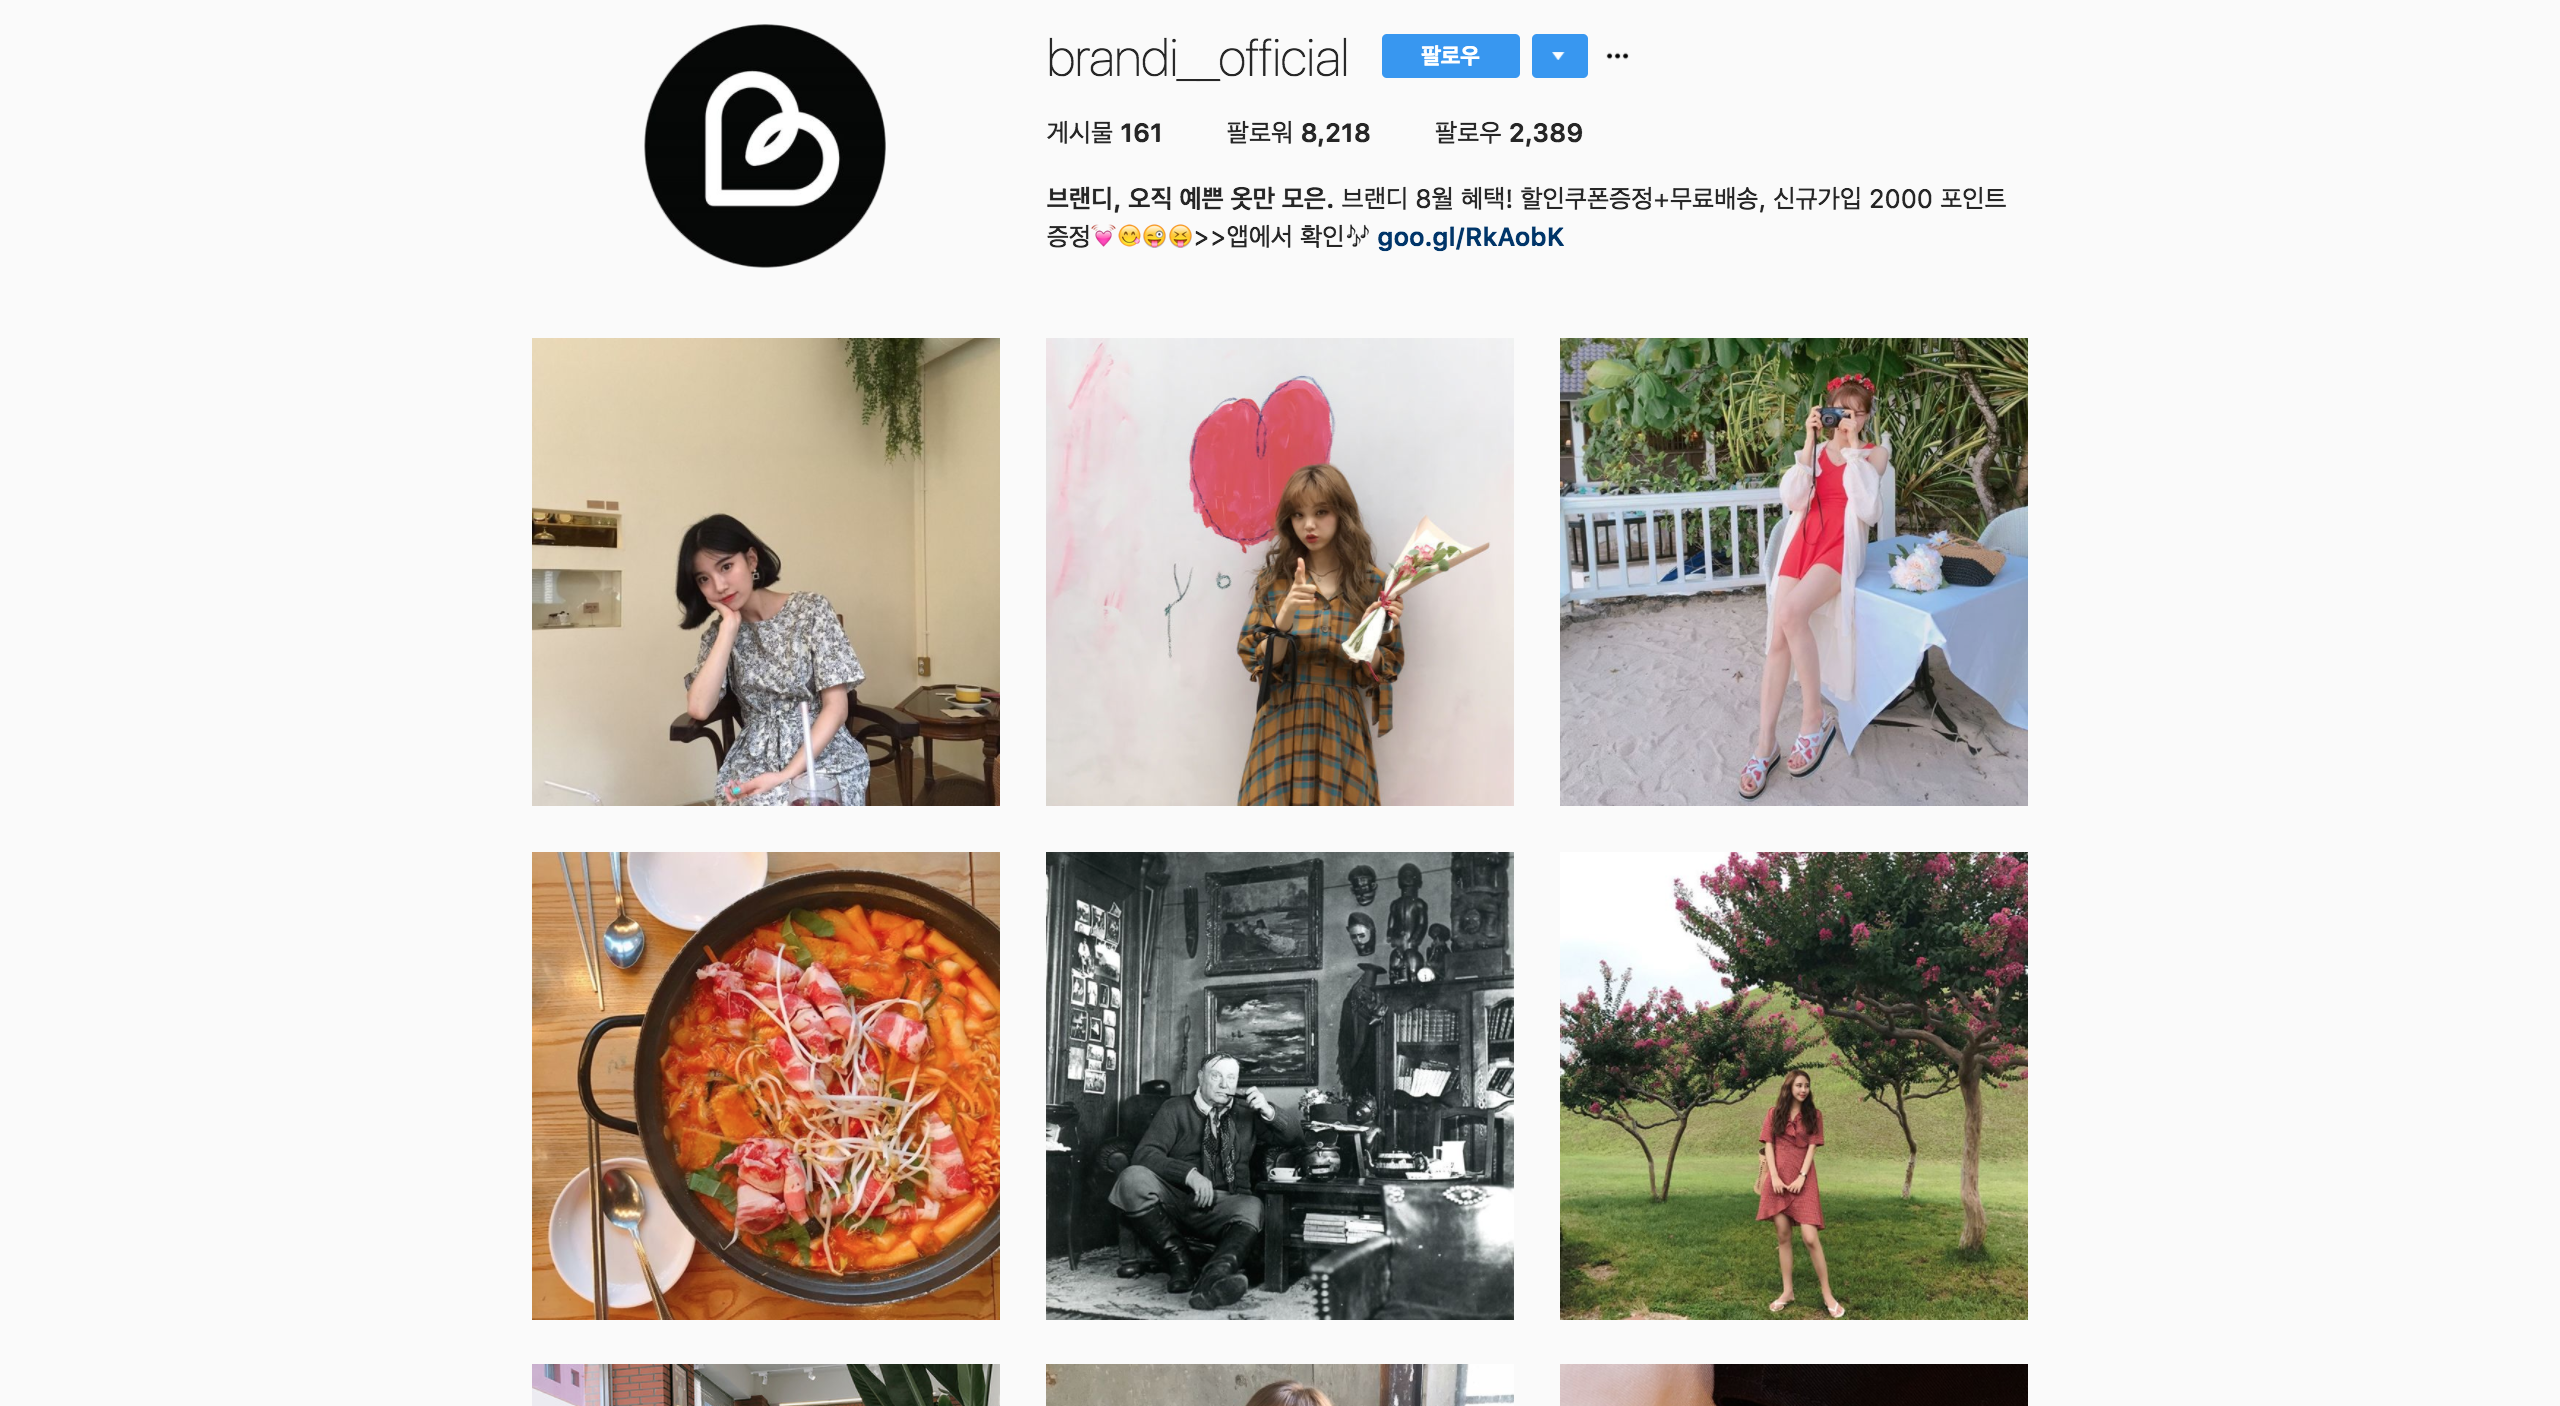 brandi__official 팔로우 ▼ •••
게시물 161 팔로워 8,218 팔로우 2,389
브랜디, 오직 예쁜 옷만 모은. 브랜디 8월 혜택! 할인쿠폰증정+무료배송, 신규가입 2000 포인트
증정💓😋😜😝>>앱에서 확인🎶 goo.gl/RkAobK